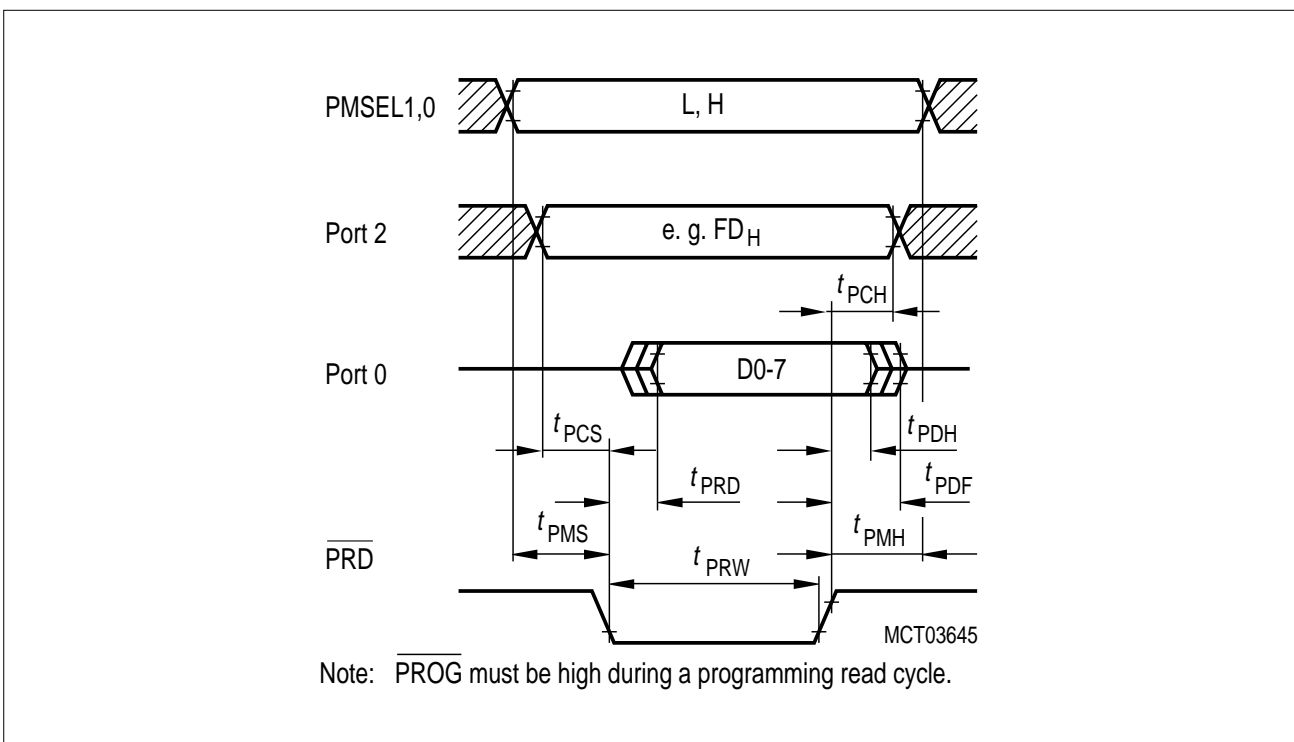 PMSEL1,0
L, H
Port 2
e. g. FDH
tPCH
Port 0
D0-7
tPCS
tPDH
tPRD
tPDF
tPMS
tPMH
PRD
tPRW
MCT03645
Note: PROG must be high during a programming read cycle.